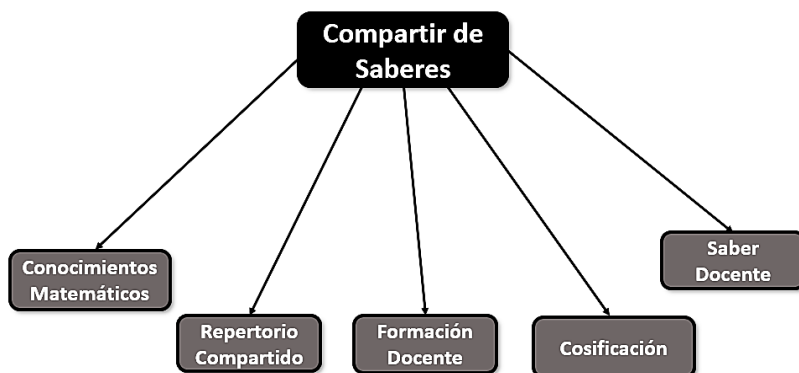 Compartir de
Saberes
Conocimientos
Matemáticos
Repertorio
Compartido
Formación
Docente
Cosificación
Saber
Docente